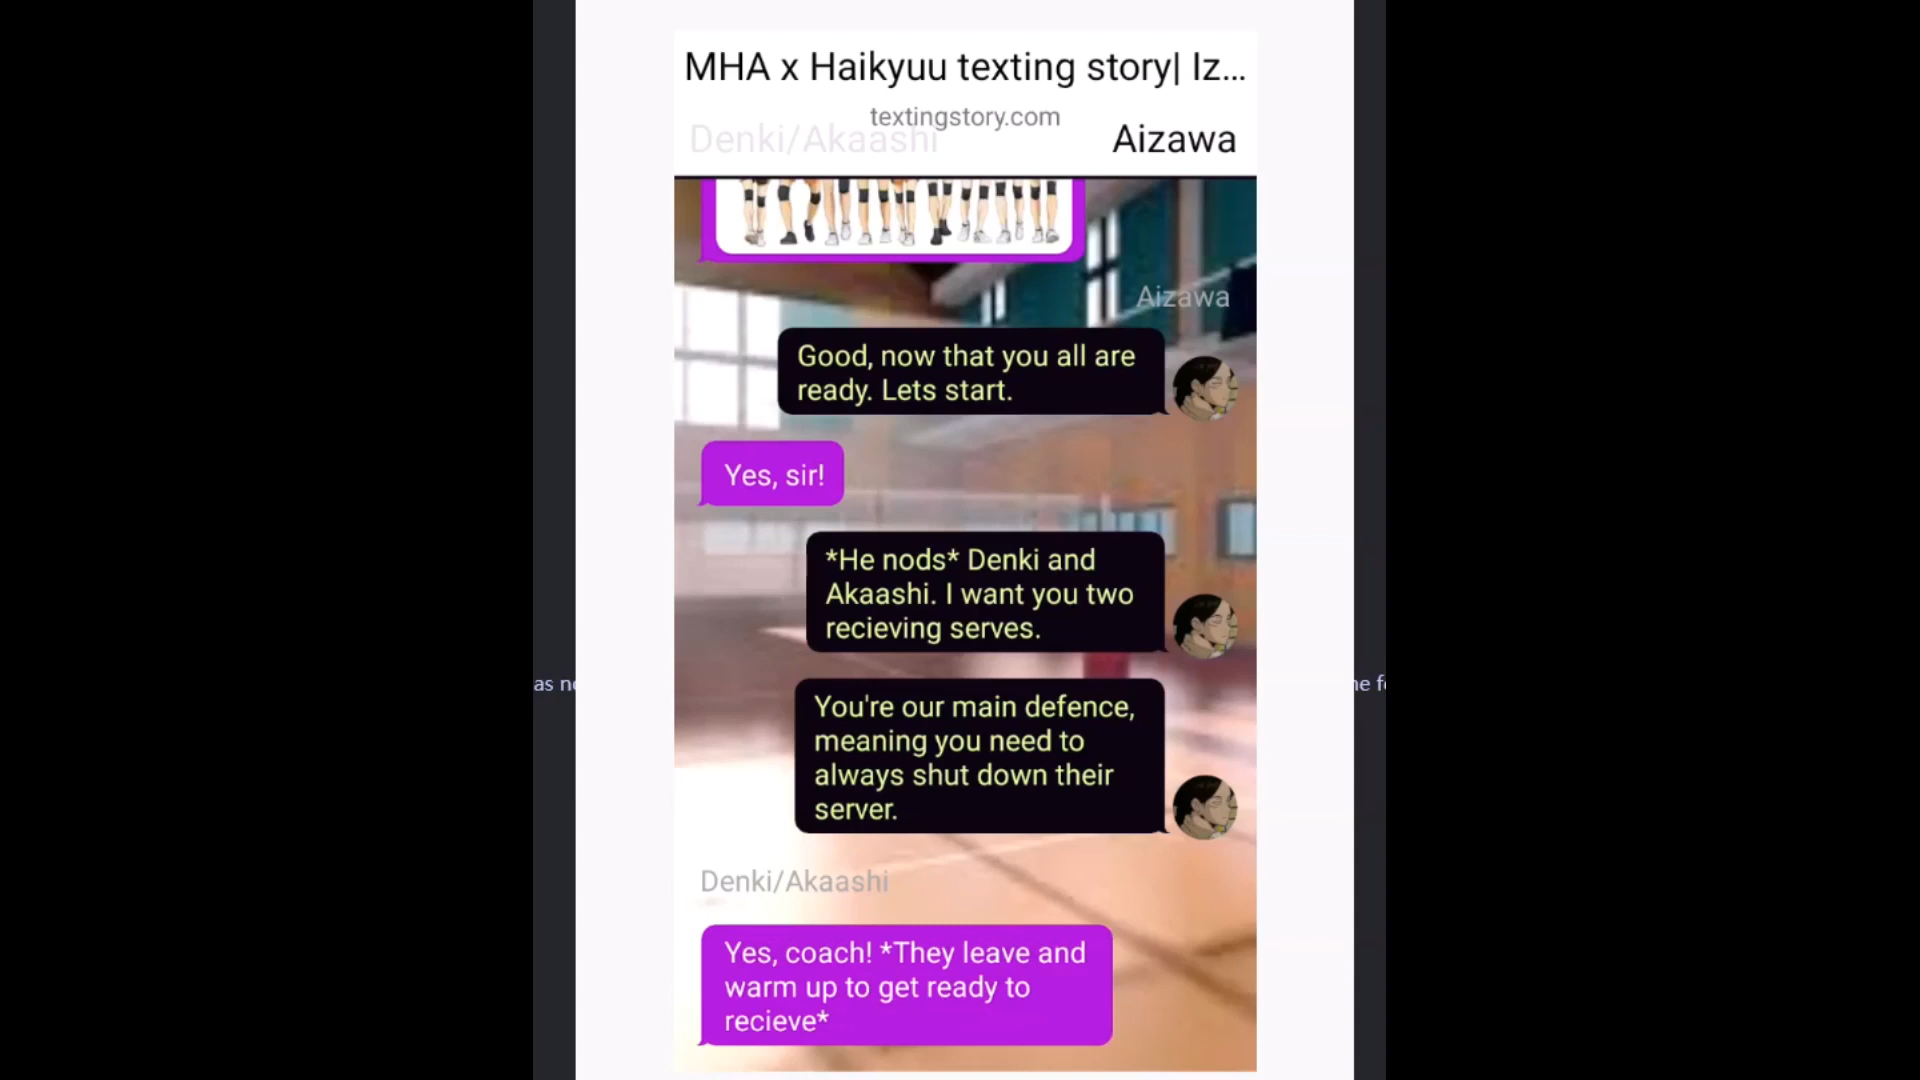 MHA x Haikyuu texting story| Iz...
textingstory.com
Denki/Akaashi
Aizawa
Aizawa
Good, now that you all are
ready. Lets start.
Yes, sir!
*He nods* Denki and
Akaashi. I want you two
recieving serves.
as
You're our main defence,
meaning you need to
always shut down their
server.
Denki/Akaashi
Yes, coach! *They leave and
warm up to get ready to
recieve*